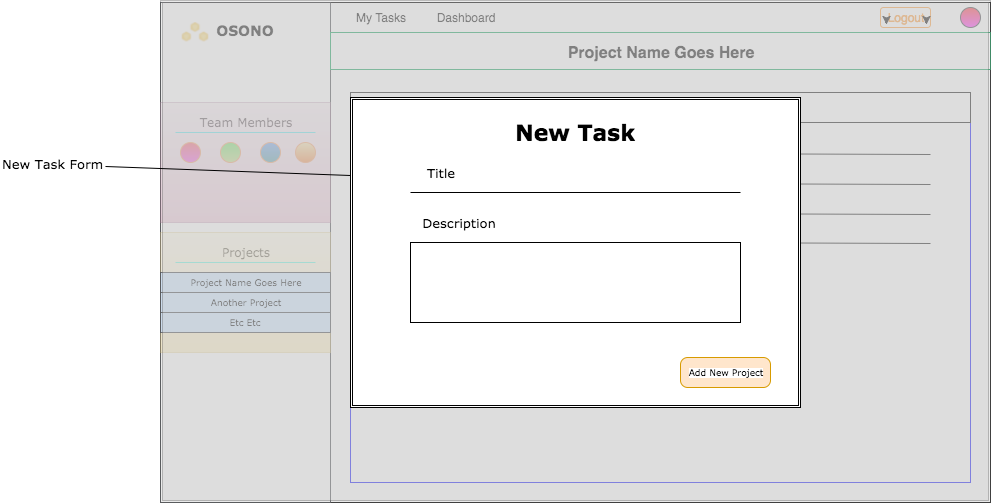 My Tasks
Dashboard
Logout
OSONO
Project Name Goes Here
Team Members
New Task Form
Projects
Project Name Goes Here
Another Project
Etc Etc
New Task
Title
Description
Add New Project